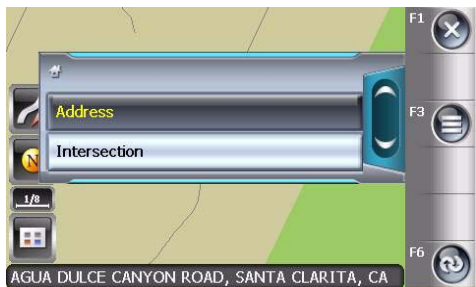 F1
Address
F3
Intersection
N
1/8
F6
AGUA DULCE CANYON ROAD, SANTA CLARITA, CA